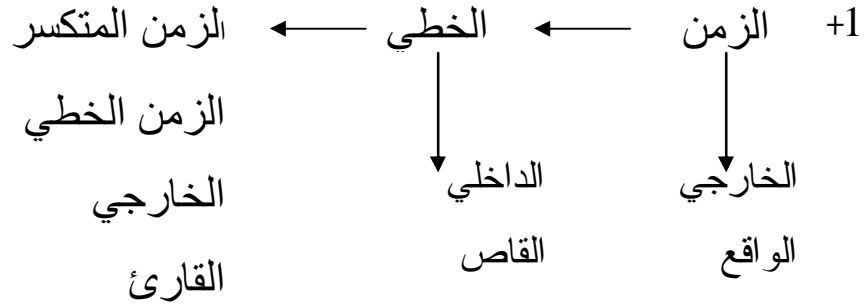 +1 الزمن ← الخطي ← الزمن المتكسر
الزمن الخطي
الخارجي الداخلي الخارجي
الواقع القاص القارئ